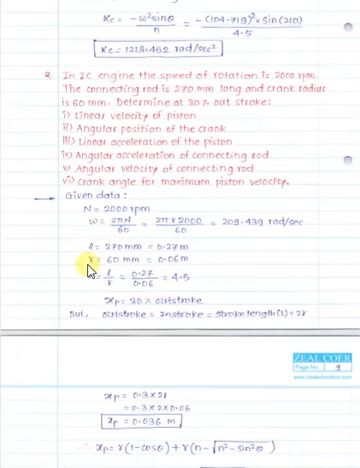 αc = -ω²sinθ / n = -(104.719)² × sin(210) / 4.5
αc = 1218.462 rad/sec²
2. In IC engine the speed of rotation is 2000 rpm.
The connecting rod is 270 mm long and crank radius
is 60 mm. Determine at 30% out stroke:
i) Linear velocity of piston
ii) Angular position of the crank
iii) Linear acceleration of the piston
iv) Angular acceleration of connecting rod
v) Angular velocity of connecting rod
vi) Crank angle for maximum piston velocity.
→ Given data:
N = 2000 rpm
ω = 2πN / 60 = 2π × 2000 / 60 = 209.439 rad/sec
l = 270 mm = 0.27 m
r = 60 mm = 0.06 m
= l / r = 0.27 / 0.06 = 4.5
xp = 30% outstroke
But, outstroke = Instroke = Stroke length (L) = 2r
ZEAL COER
Page No. 9
xp = 0.3 × 2r
= 0.3 × 2 × 0.06
xp = 0.036 m
∴ xp = r(1-cosθ) + r(n - √n² - sin²θ)